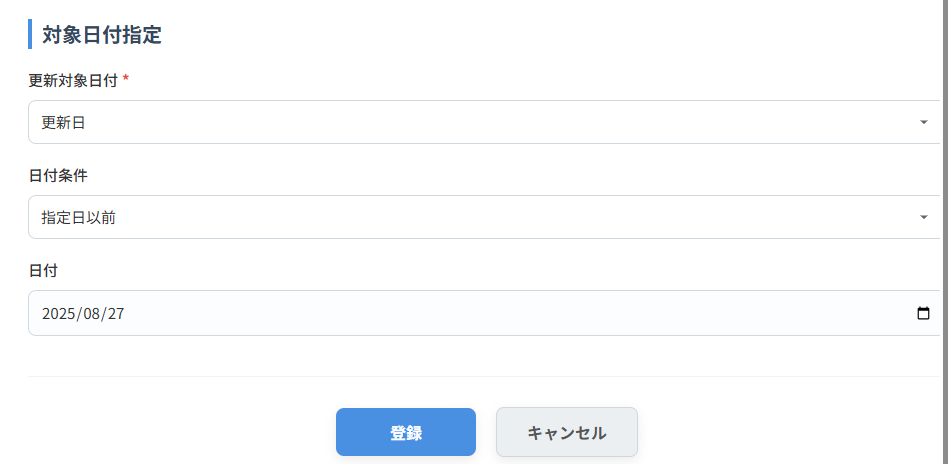 対象日付指定
更新対象日付 *
更新日
日付条件
指定日以前
日付
2025/08/27
登録
キャンセル